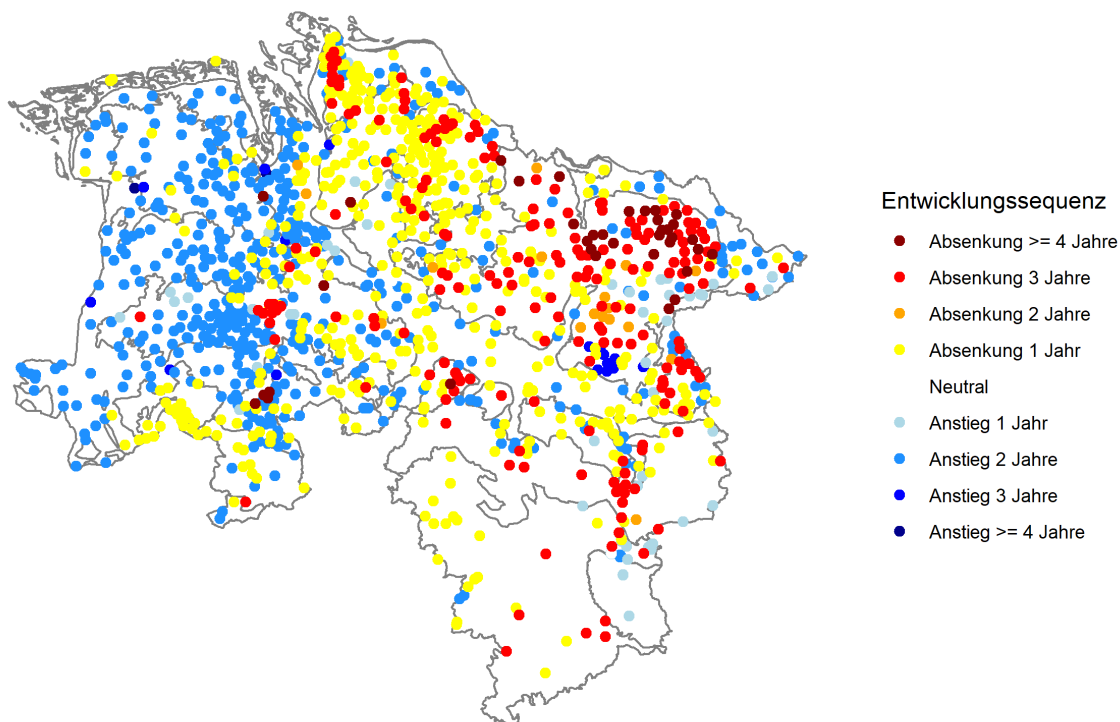 Entwicklungssequenz
Absenkung >= 4 Jahre
Absenkung 3 Jahre
Absenkung 2 Jahre
Absenkung 1 Jahr
Neutral
Anstieg 1 Jahr
Anstieg 2 Jahre
Anstieg 3 Jahre
Anstieg >= 4 Jahre